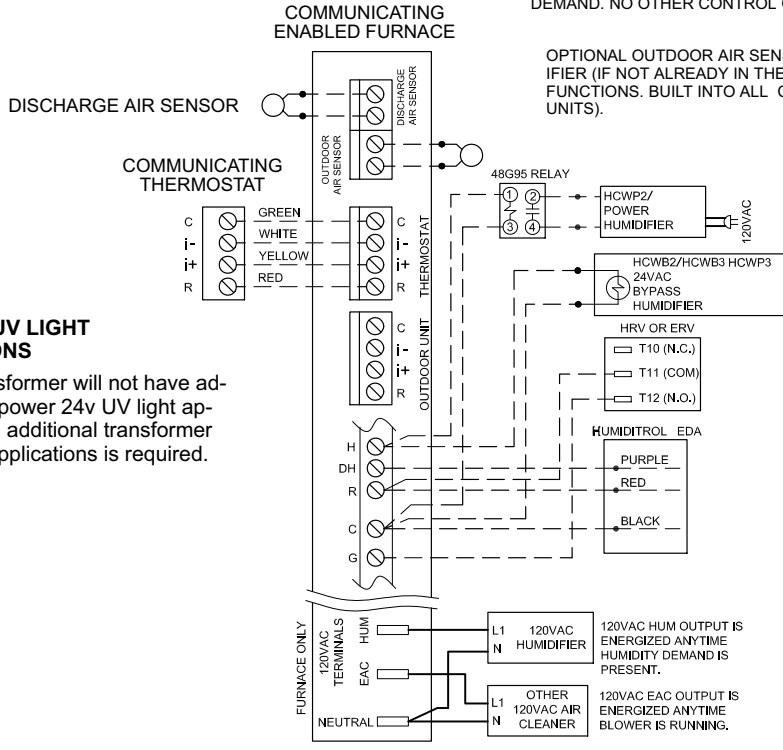 DEMAND. NO OTHER CONTROL
COMMUNICATING
ENABLED FURNACE
OPTIONAL OUTDOOR AIR
IFIER (IF NOT ALREADY IN THE
FUNCTIONS. BUILT INTO ALL
UNITS).
DISCHARGE AIR SENSOR
DISCHARGE
AIR SENSOR
OUTDOOR
AIR SENSOR
COMMUNICATING
THERMOSTAT
C
i-
i+
R
GREEN
WHITE
YELLOW
RED
C
i-
i+
R
THERMOSTAT
48G95 RELAY
1
2
3
4
HCWP2/
POWER
HUMIDIFIER
120VAC
HCWB2/HCWB3 HCWP3
24VAC
BYPASS
HUMIDIFIER
UV LIGHT
C
i-
i+
R
OUTDOOR UNIT
HRV OR ERV
T10 (N.C.)
T11 (COM)
T12 (N.O.)
will not have ad-
power 24v UV light ap-
additional transformer
is required.
H
DH
R
C
G
HUMIDITROL EDA
PURPLE
RED
BLACK
FURNACE ONLY
120VAC
TERMINALS
HUM
EAC
NEUTRAL
L1
N
120VAC
HUMIDIFIER
120VAC HUM OUTPUT IS
ENERGIZED ANYTIME
HUMIDITY DEMAND IS
PRESENT.
L1
N
OTHER
120VAC AIR
CLEANER
120VAC EAC OUTPUT IS
ENERGIZED ANYTIME
BLOWER IS RUNNING.